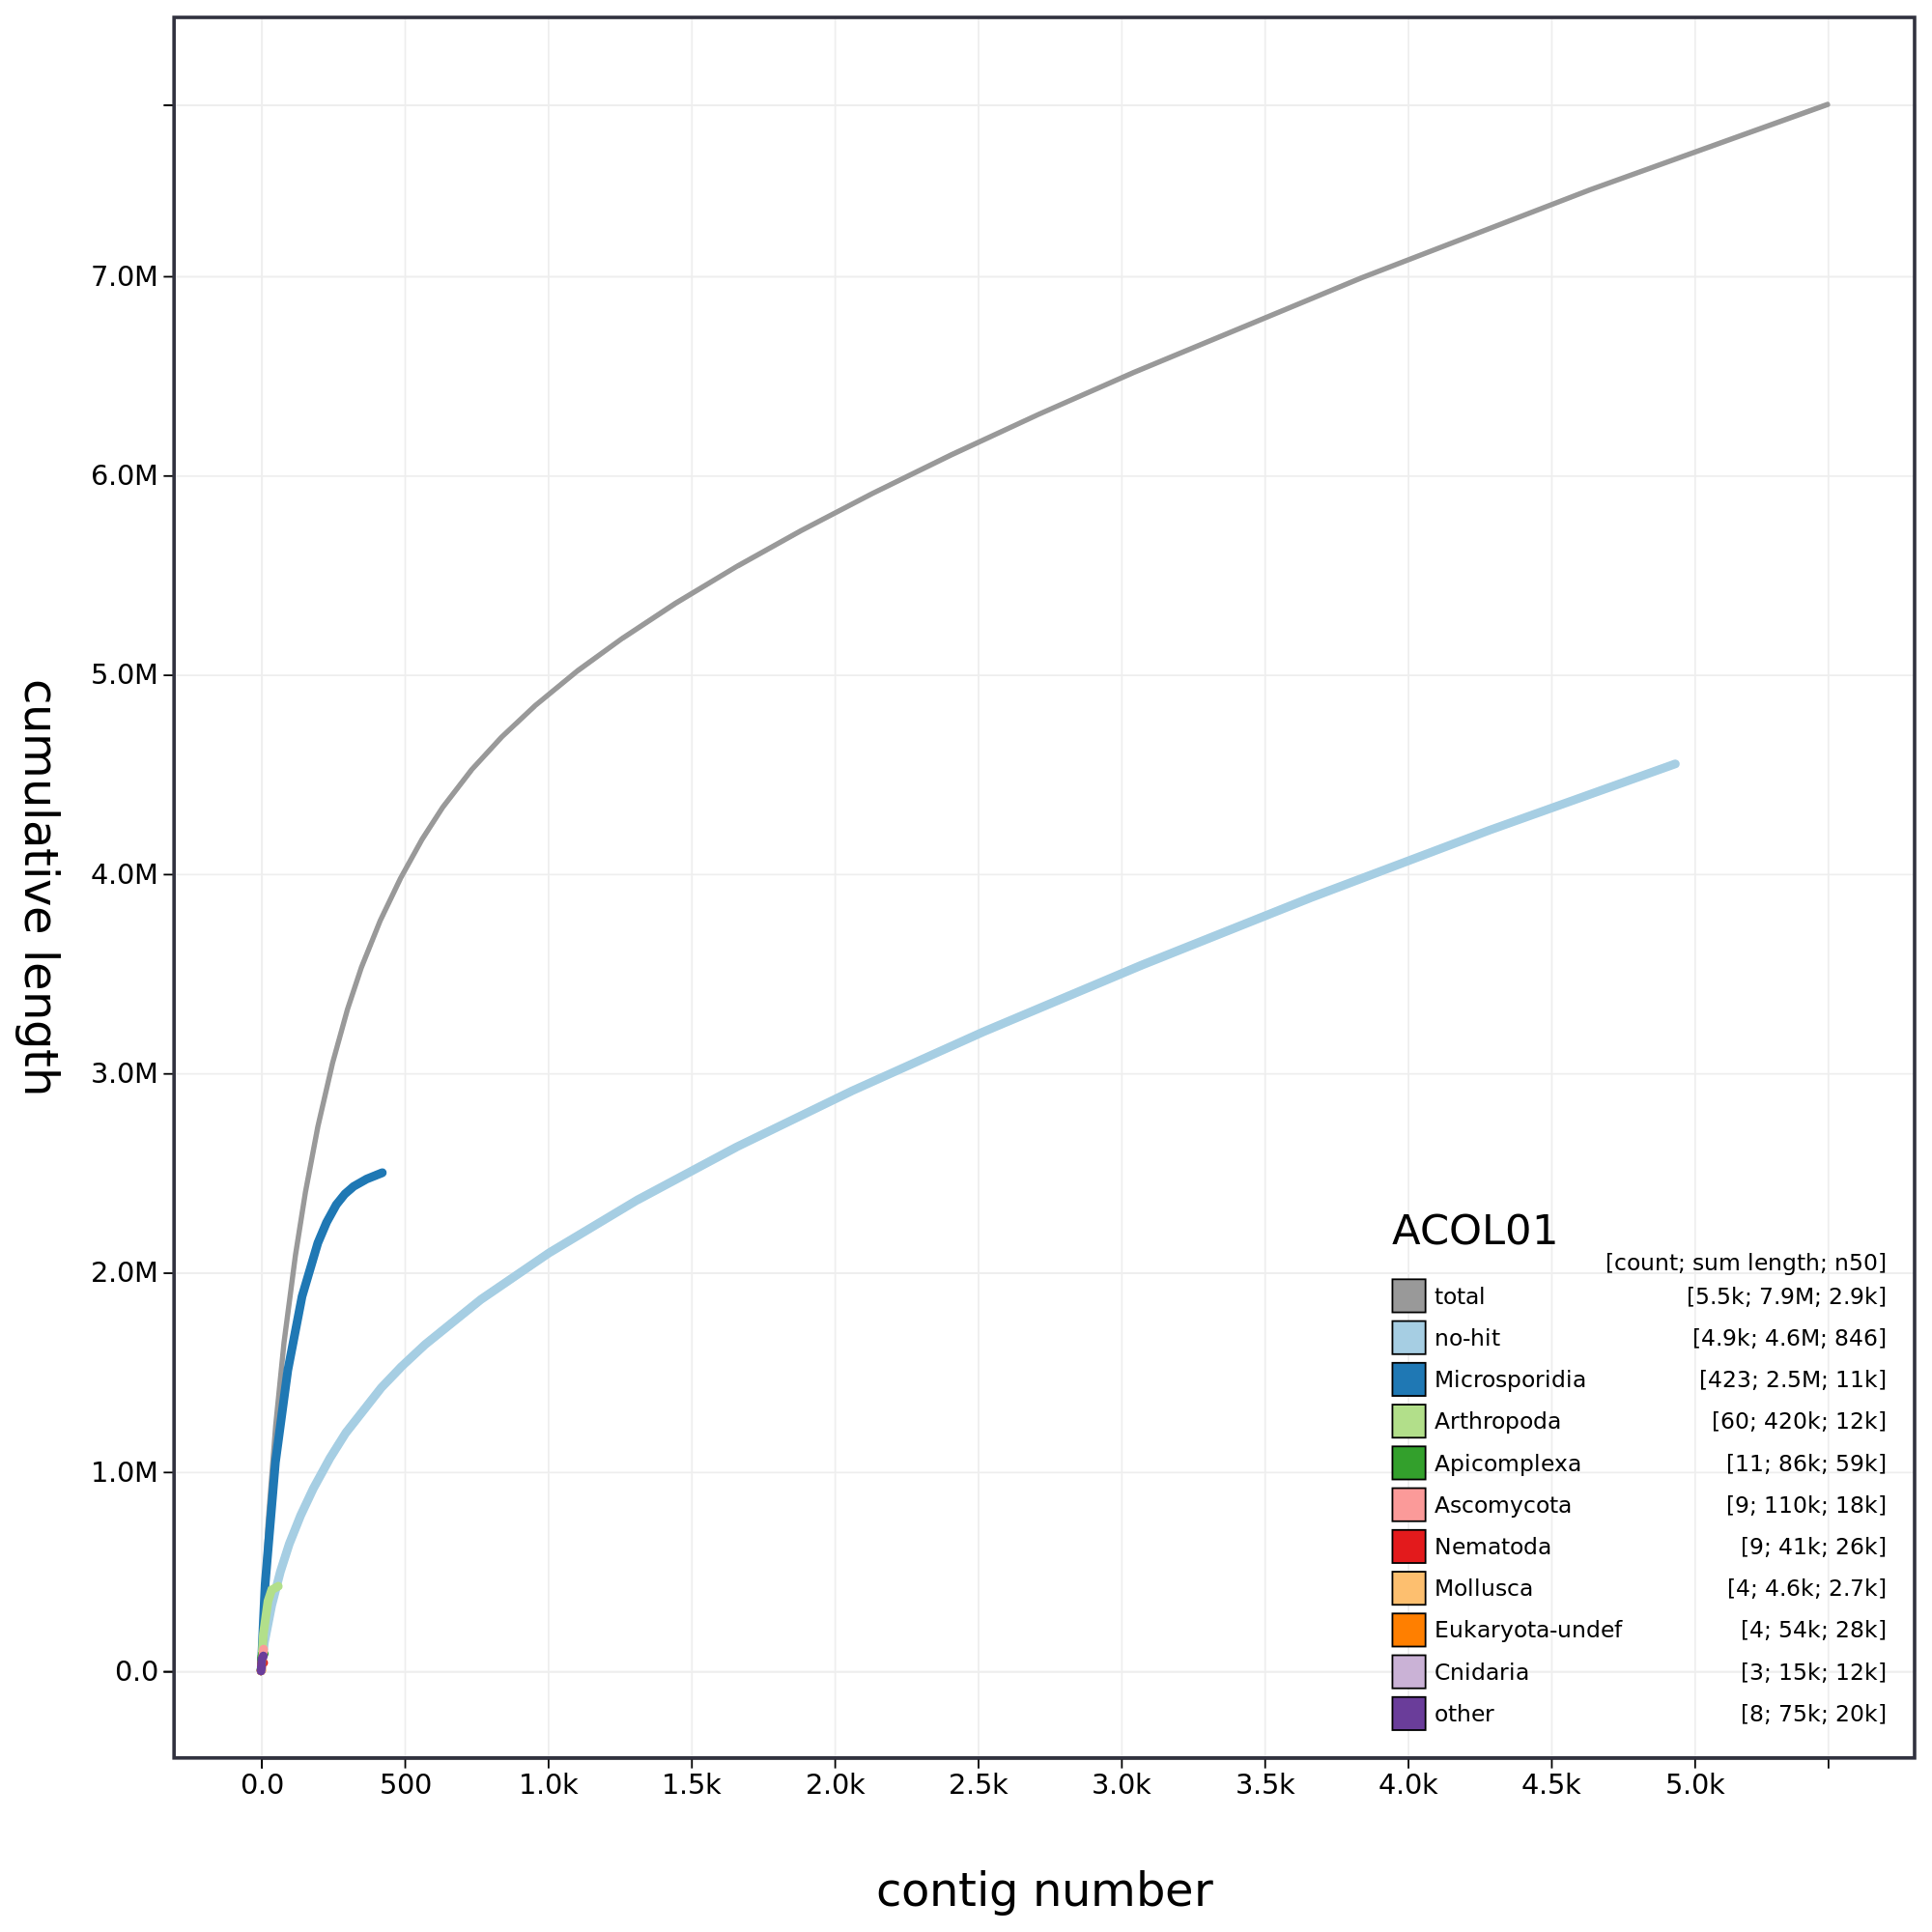 7.0M
6.0M
5.0M
4.0M
3.0M
2.0M
1.0M
0.0
cumulative length
ACOL01
[count; sum length; n50]
total [5.5k; 7.9M; 2.9k]
no-hit [4.9k; 4.6M; 846]
Microsporidia [423; 2.5M; 11k]
Arthropoda [60; 420k; 12k]
Apicomplexa [11; 86k; 59k]
Ascomycota [9; 110k; 18k]
Nematoda [9; 41k; 26k]
Mollusca [4; 4.6k; 2.7k]
Eukaryota-undef [4; 54k; 28k]
Cnidaria [3; 15k; 12k]
other [8; 75k; 20k]
0.0 500 1.0k 1.5k 2.0k 2.5k 3.0k 3.5k 4.0k 4.5k 5.0k
contig number